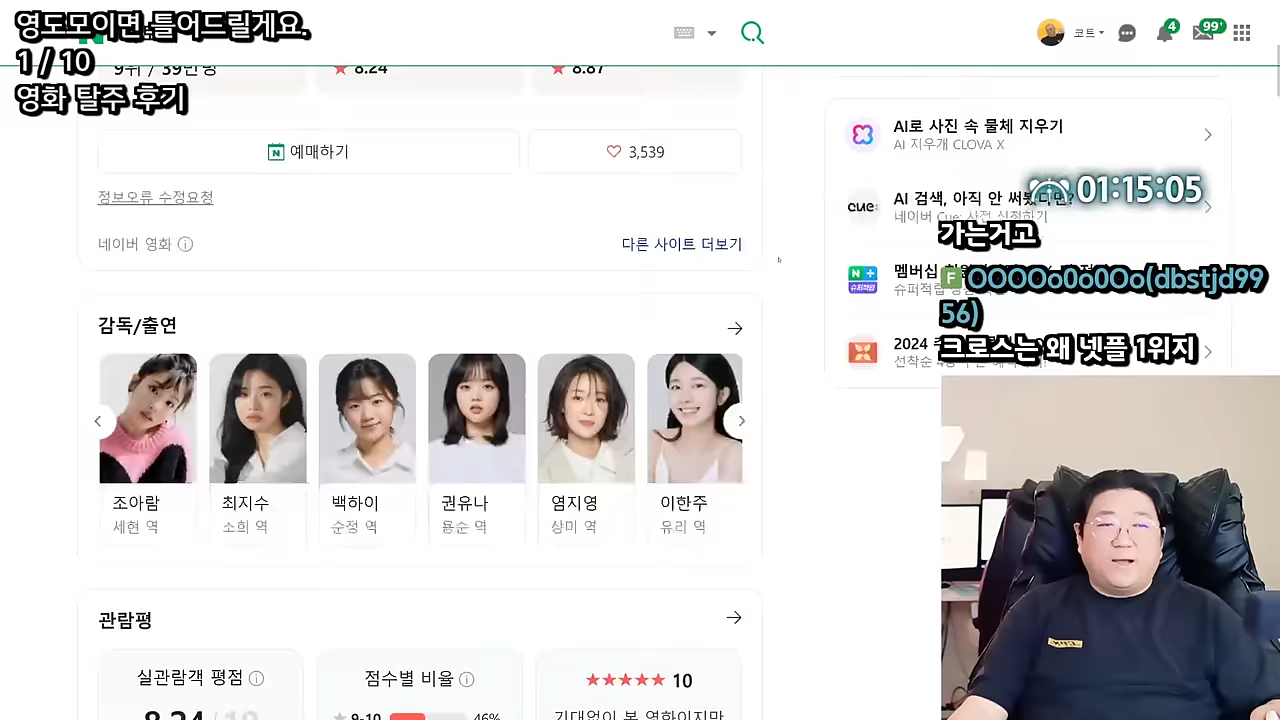 영도모이면 틀어드릴게요.
1 / 10
영화 탈주 후기
코트
4
99+
9위 / 39만명
8.24
8.87
예매하기
3,539
정보오류 수정요청
네이버 영화
다른 사이트 더보기
AI로 사진 속 물체 지우기
AI 지우개 CLOVA X
01:15:05
cue:
AI 검색, 아직 안 써봤다면?
네이버 Cue: 사전 신청하기
가는거고
멤버십
슈퍼적립
F OOOOo0o0Oo(dbstjd99
56)
2024
크로스는 왜 넷플 1위지
감독/출연
조아람
세현 역
최지수
소희 역
백하이
순정 역
권유나
용순 역
염지영
상미 역
이한주
유리 역
관람평
실관람객 평점
8.24 / 10
점수별 비율
9-10
46%
★★★★★ 10
기대없이 본 영화이지만